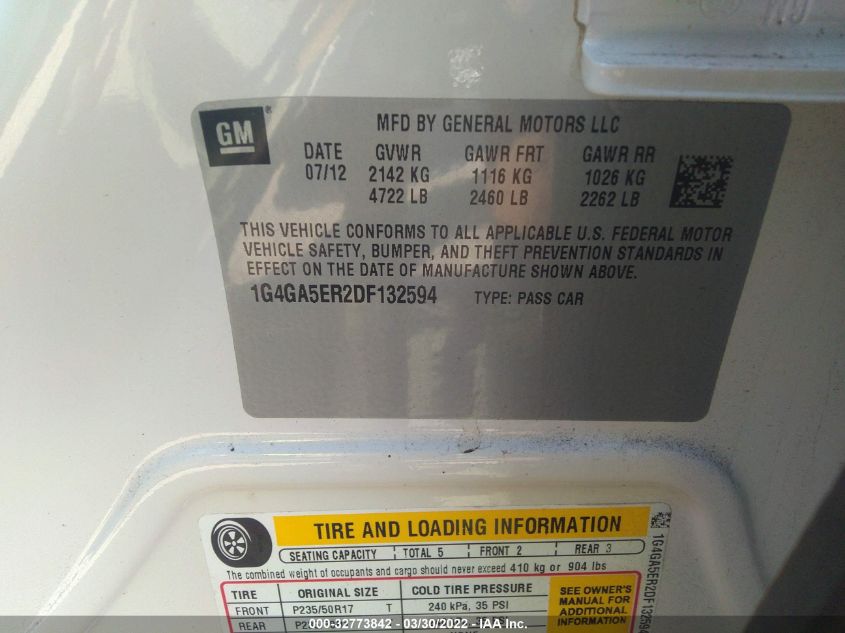 GM
MFD BY GENERAL MOTORS LLC
DATE GVWR GAWR FRT GAWR RR
07/12 2142 KG 1116 KG 1026 KG
4722 LB 2460 LB 2262 LB
THIS VEHICLE CONFORMS TO ALL APPLICABLE U.S. FEDERAL MOTOR
VEHICLE SAFETY, BUMPER, AND THEFT PREVENTION STANDARDS IN
EFFECT ON THE DATE OF MANUFACTURE SHOWN ABOVE.
1G4GA5ER2DF132594 TYPE: PASS CAR
TIRE AND LOADING INFORMATION
SEATING CAPACITY TOTAL 5 FRONT 2 REAR 3
The combined weight of occupants and cargo should never exceed 410 kg or 904 lbs
TIRE ORIGINAL SIZE COLD TIRE PRESSURE
FRONT P235/50R17 T 240 kPa, 35 PSI
REAR
SEE OWNER'S
MANUAL FOR
ADDITIONAL
INFORMATION
1G4GA5ER2DF132594
000-32773842 - 03/30/2022 - IAA Inc.